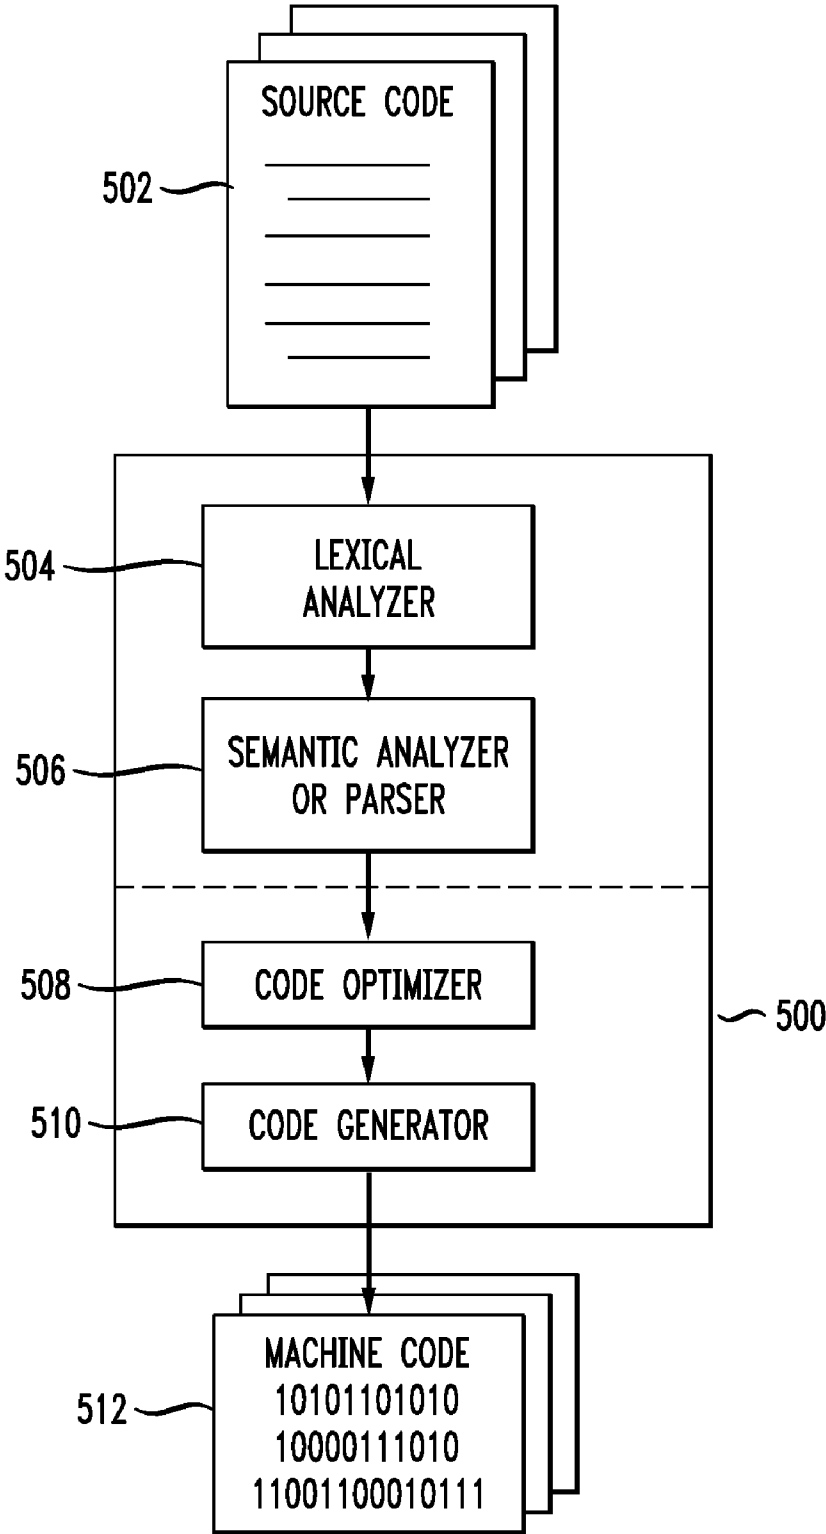 SOURCE CODE
502
504
LEXICAL
ANALYZER
506
SEMANTIC ANALYZER
OR PARSER
508
CODE OPTIMIZER
500
510
CODE GENERATOR
MACHINE CODE
10101101010
512
10000111010
11001100010111